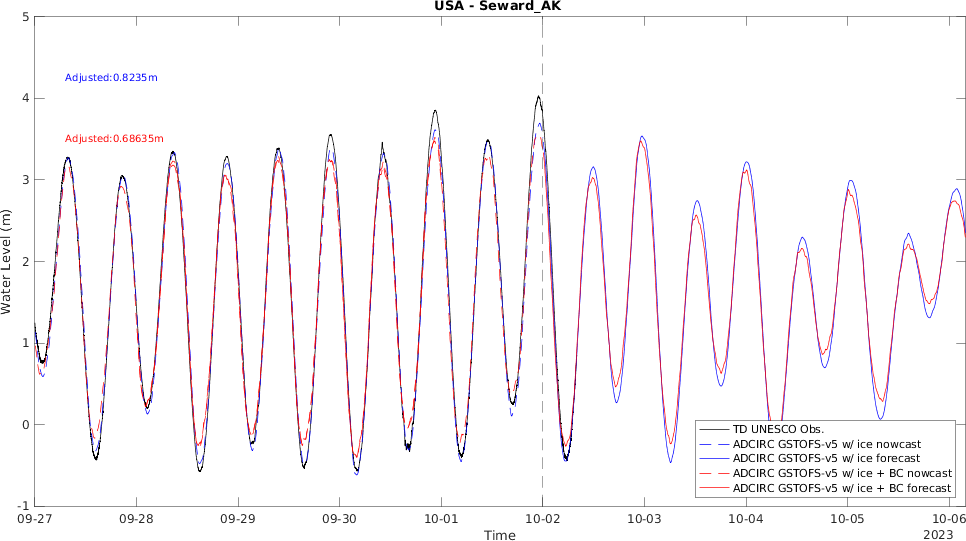 USA - Seward_AK
Adjusted:0.8235m
Adjusted:0.68635m
Water Level (m)
5
4
3
2
1
0
-1
TD UNESCO Obs.
ADCIRC GSTOFS-v5 w/ ice nowcast
ADCIRC GSTOFS-v5 w/ ice forecast
ADCIRC GSTOFS-v5 w/ ice + BC nowcast
ADCIRC GSTOFS-v5 w/ ice + BC forecast
09-27 09-28 09-29 09-30 10-01 10-02 10-03 10-04 10-05 10-06
Time
2023